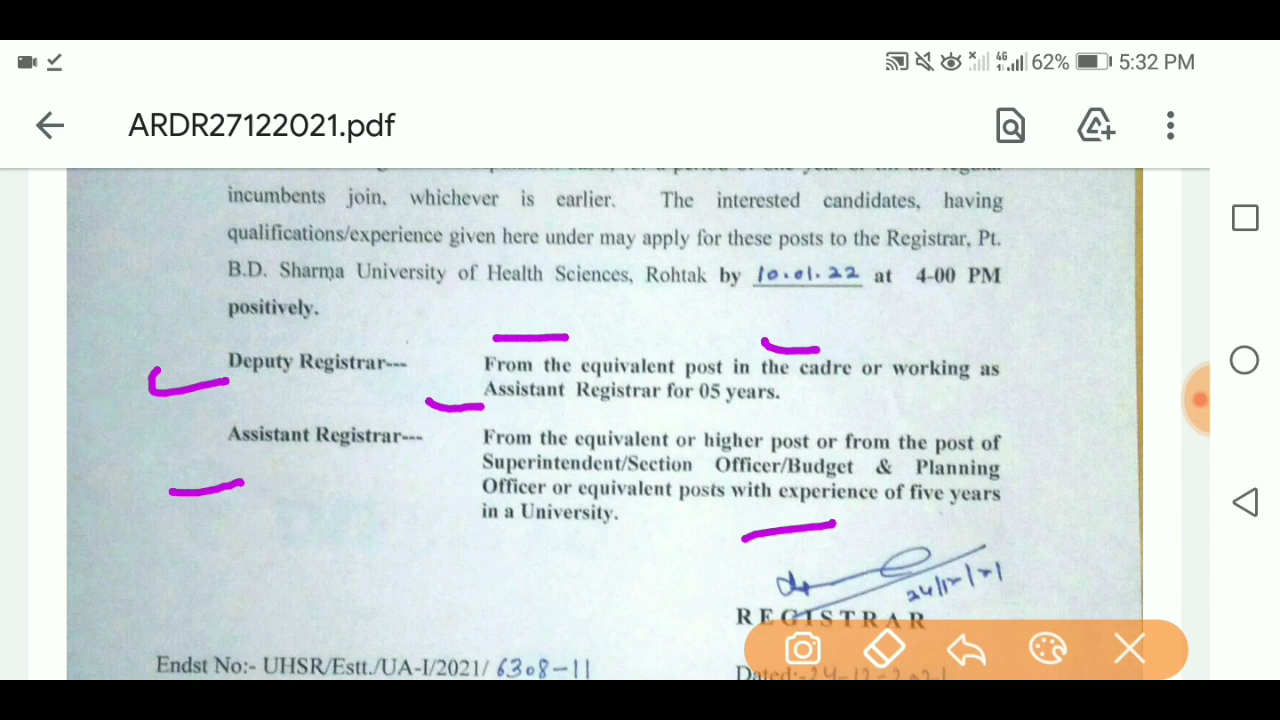 62% 5:32 PM
ARDR27122021.pdf
incumbents join, whichever is earlier. The interested candidates, having
qualifications/experience given here under may apply for these posts to the Registrar, Pt.
B.D. Sharma University of Health Sciences, Rohtak by 10.01.22 at 4-00 PM
positively.
Deputy Registrar--- From the equivalent post in the cadre or working as
Assistant Registrar for 05 years.
Assistant Registrar--- From the equivalent or higher post or from the post of
Superintendent/Section Officer/Budget & Planning
Officer or equivalent posts with experience of five years
in a University.
24/12/21
REGISTRAR
Endst No:- UHSR/Estt./UA-I/2021/ 6308-11 Dated:-24-12-2021